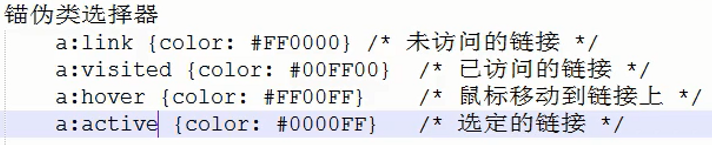 锚伪类选择器
a:link {color: #FF0000} /* 未访问的链接 */
a:visited {color: #00FF00} /* 已访问的链接 */
a:hover {color: #FF00FF} /* 鼠标移动到链接上 */
a:active {color: #0000FF} /* 选定的链接 */